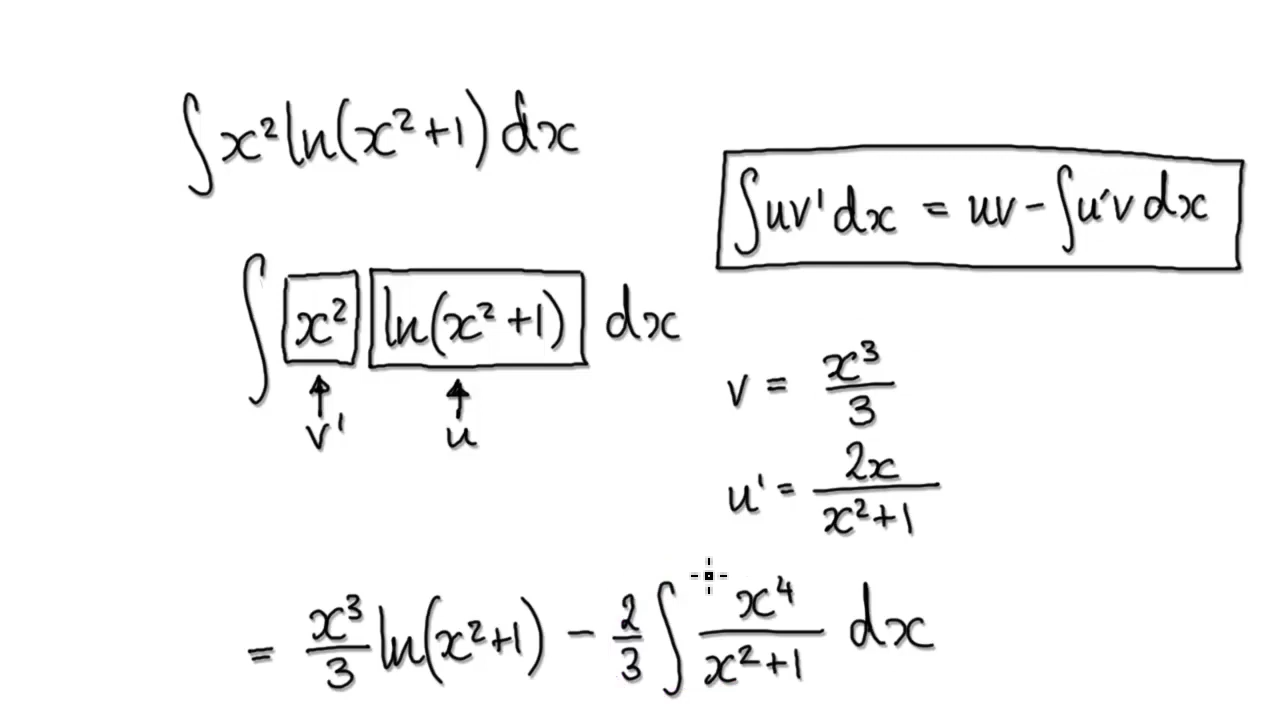 ∫x²ln(x²+1)dx
∫uv'dx = uv-∫u'v dx
∫ x² ln(x²+1) dx
v' u
v = x³/3
u' = 2x/(x²+1)
= x³/3 ln(x²+1) - 2/3 ∫ x⁴/(x²+1) dx